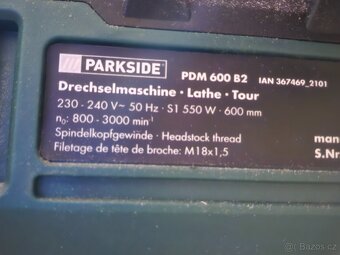 /// PARKSIDE PDM 600 B2 IAN 367469_2101
Drechselmaschine · Lathe · Tour
230 - 240 V~ 50 Hz · S1 550 W · 600 mm
n₀: 800 - 3000 min⁻¹
Spindelkopfgewinde · Headstock thread man
Filetage de tête de broche: M18x1,5 S.Nr
bazos.cz